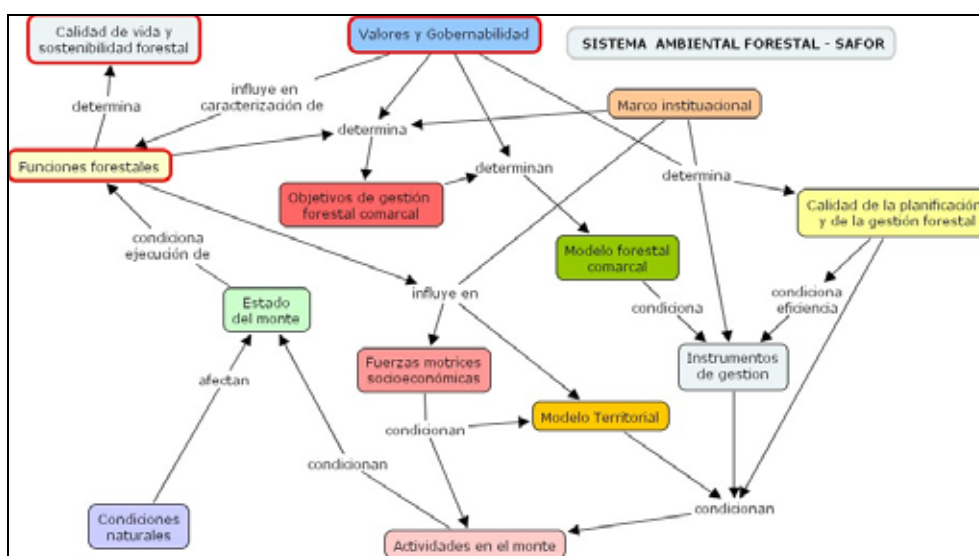 Calidad de vida y
sostenibilidad forestal
Valores y Gobernabilidad
SISTEMA AMBIENTAL FORESTAL - SAFOR
determina
influye en
caracterización de
Marco instituacional
determina
Funciones forestales
determinan
determina
Objetivos de gestión
forestal comarcal
Calidad de la planificación
y de la gestión forestal
condiciona
ejecución de
Modelo forestal
comarcal
influye en
Estado
del monte
condiciona
condiciona
eficiencia
Fuerzas motrices
socioeconómicas
Instrumentos
de gestion
afectan
Modelo Territorial
condicionan
condicionan
condicionan
Condiciones
naturales
Actividades en el monte